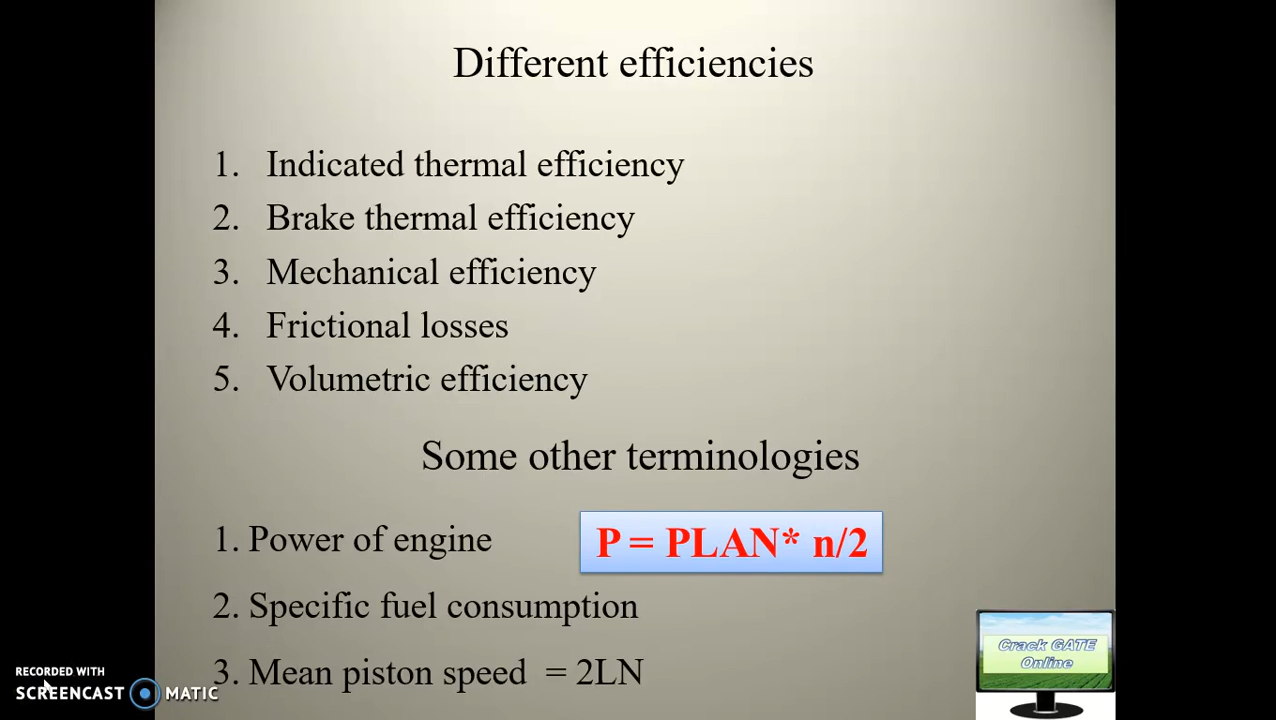 Different efficiencies
1. Indicated thermal efficiency
2. Brake thermal efficiency
3. Mechanical efficiency
4. Frictional losses
5. Volumetric efficiency
Some other terminologies
1. Power of engine
P = PLAN* n/2
2. Specific fuel consumption
3. Mean piston speed = 2LN
Crack GATE
Online
RECORDED WITH
SCREENCAST MATIC